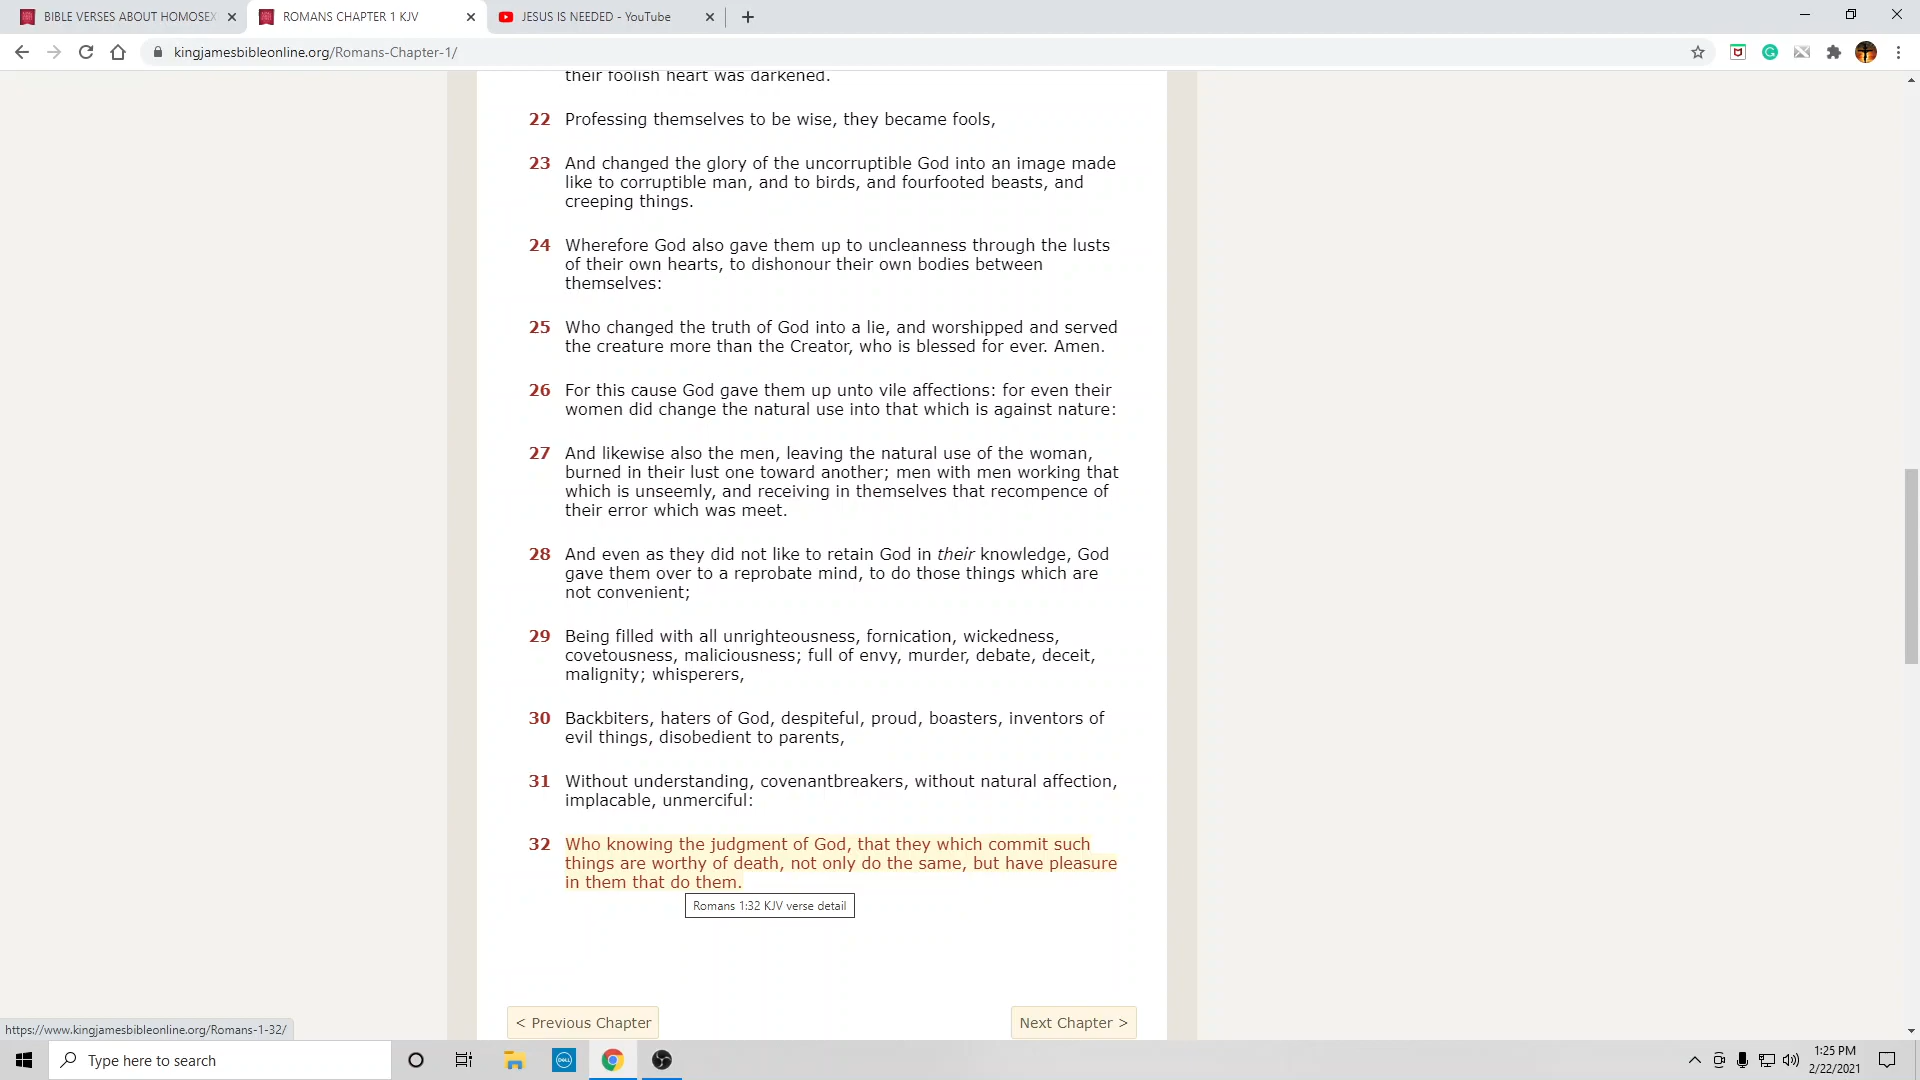 BIBLE VERSES ABOUT HOMOSEX
ROMANS CHAPTER 1 KJV
JESUS IS NEEDED - YouTube
kingjamesbibleonline.org/Romans-Chapter-1/
their foolish heart was darkened.
22 Professing themselves to be wise, they became fools,
23 And changed the glory of the uncorruptible God into an image made
like to corruptible man, and to birds, and fourfooted beasts, and
creeping things.
24 Wherefore God also gave them up to uncleanness through the lusts
of their own hearts, to dishonour their own bodies between
themselves:
25 Who changed the truth of God into a lie, and worshipped and served
the creature more than the Creator, who is blessed for ever. Amen.
26 For this cause God gave them up unto vile affections: for even their
women did change the natural use into that which is against nature:
27 And likewise also the men, leaving the natural use of the woman,
burned in their lust one toward another; men with men working that
which is unseemly, and receiving in themselves that recompence of
their error which was meet.
28 And even as they did not like to retain God in their knowledge, God
gave them over to a reprobate mind, to do those things which are
not convenient;
29 Being filled with all unrighteousness, fornication, wickedness,
covetousness, maliciousness; full of envy, murder, debate, deceit,
malignity; whisperers,
30 Backbiters, haters of God, despiteful, proud, boasters, inventors of
evil things, disobedient to parents,
31 Without understanding, covenantbreakers, without natural affection,
implacable, unmerciful:
32 Who knowing the judgment of God, that they which commit such
things are worthy of death, not only do the same, but have pleasure
in them that do them.
Romans 1:32 KJV verse detail
< Previous Chapter
Next Chapter >
https://www.kingjamesbibleonline.org/Romans-1-32/
Type here to search
DELL
1:25 PM
2/22/2021